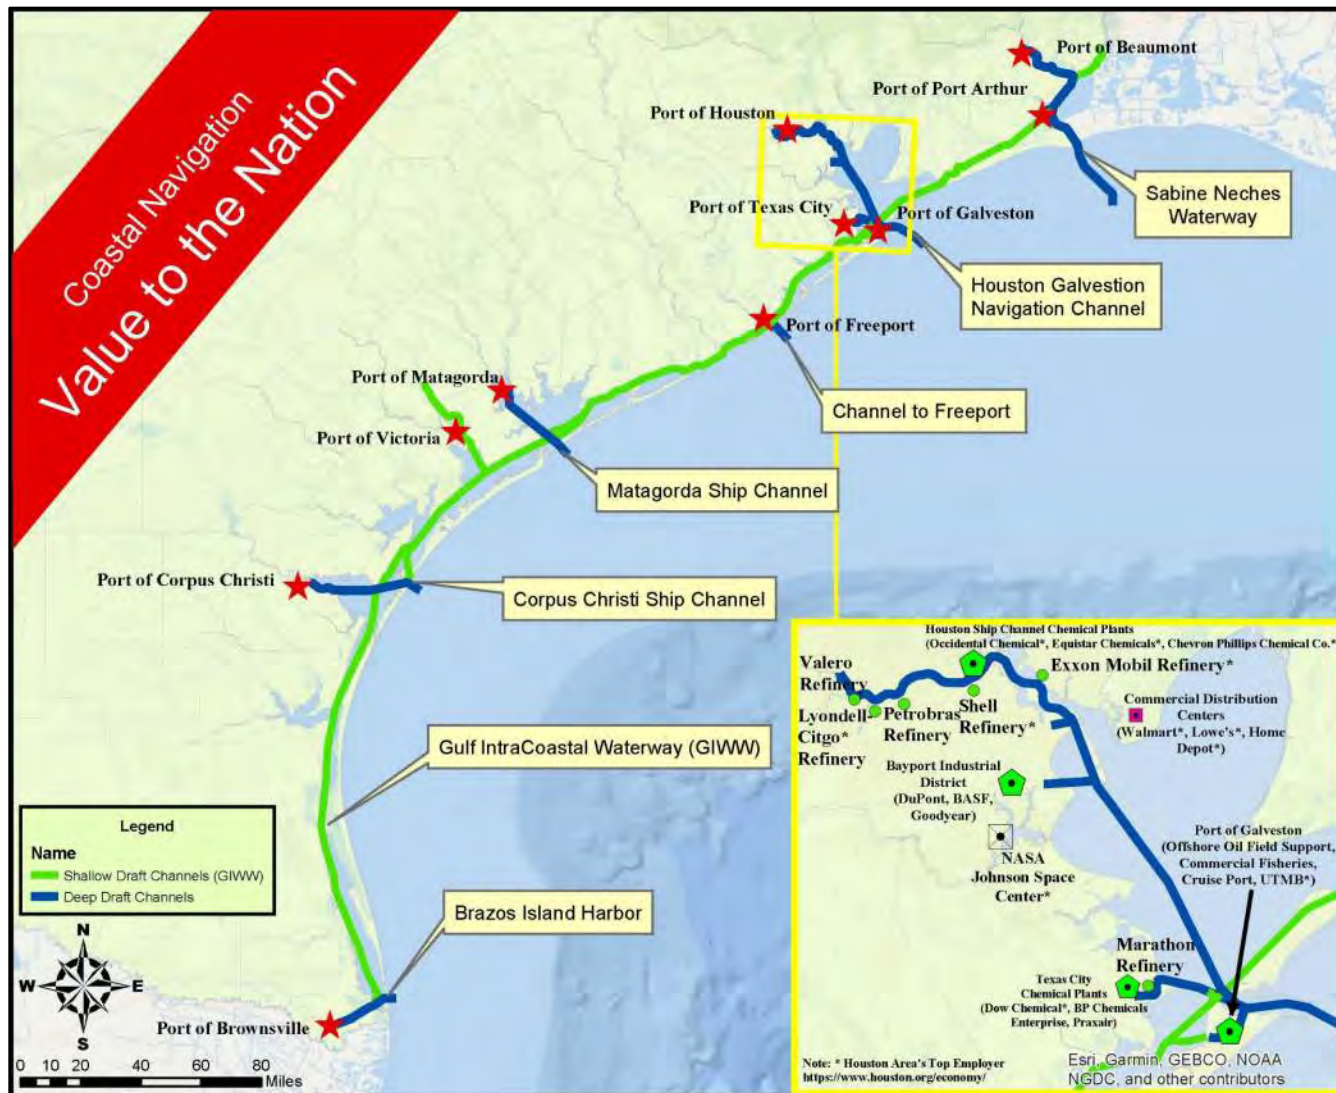 Coastal Navigation
Value to the Nation
Port of Beaumont
Port of Port Arthur
Port of Houston
Sabine Neches
Waterway
Port of Texas City
Port of Galveston
Houston Galvestion
Navigation Channel
Port of Freeport
Channel to Freeport
Port of Matagorda
Port of Victoria
Matagorda Ship Channel
Port of Corpus Christi
Corpus Christi Ship Channel
Gulf IntraCoastal Waterway (GIWW)
Brazos Island Harbor
Port of Brownsville
Legend
Name
Shallow Draft Channels (GIWW)
Deep Draft Channels
N
W
E
S
0 10 20 40 60 80
Miles
Houston Ship Channel Chemical Plants
(Occidental Chemical*, Equistar Chemicals*, Chevron Phillips Chemical Co.*
Valero
Refinery
Exxon Mobil Refinery*
Lyondell-
Citgo*
Refinery
Petrobras
Refinery
Shell
Refinery*
Commercial Distribution
Centers
(Walmart*, Lowe's*, Home
Depot*)
Bayport Industrial
District
(DuPont, BASF,
Goodyear)
NASA
Johnson Space
Center*
Port of Galveston
(Offshore Oil Field Support,
Commercial Fisheries,
Cruise Port, UTMB*)
Marathon
Refinery
Texas City
Chemical Plants
(Dow Chemical*, BP Chemicals
Enterprise, Praxair)
Note: * Houston Area's Top Employer
https://www.houston.org/economy/
Esri, Garmin, GEBCO, NOAA
NGDC, and other contributors